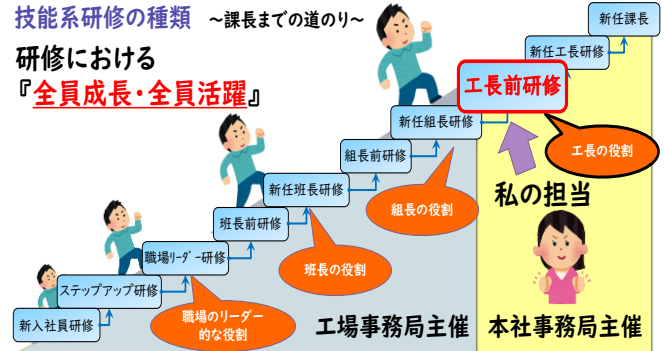 技能系研修の種類 ～課長までの道のり～
研修における
『全員成長・全員活躍』
新任課長
新任工長研修
工長前研修
新任組長研修
組長前研修
新任班長研修
班長前研修
職場リーダー研修
ステップアップ研修
新入社員研修
工長の役割
組長の役割
班長の役割
職場のリーダー
的な役割
私の担当
工場事務局主催
本社事務局主催